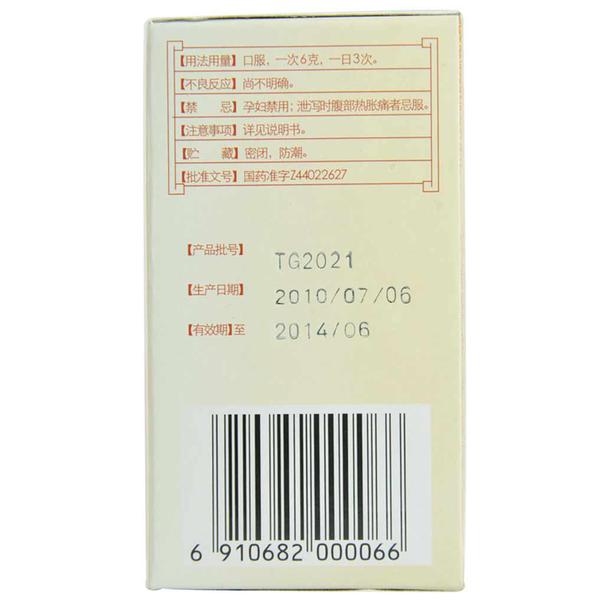 【用法用量】口服，一次6克，一日3次。
【不良反应】尚不明确。
【禁　　忌】孕妇禁用；泄泻时腹部热胀痛者忌服。
【注意事项】详见说明书。
【贮　　藏】密闭，防潮。
【批准文号】国药准字Z44022627
【产品批号】 TG2021
【生产日期】 2010/07/06
【有效期】至 2014/06
6 910682 000066